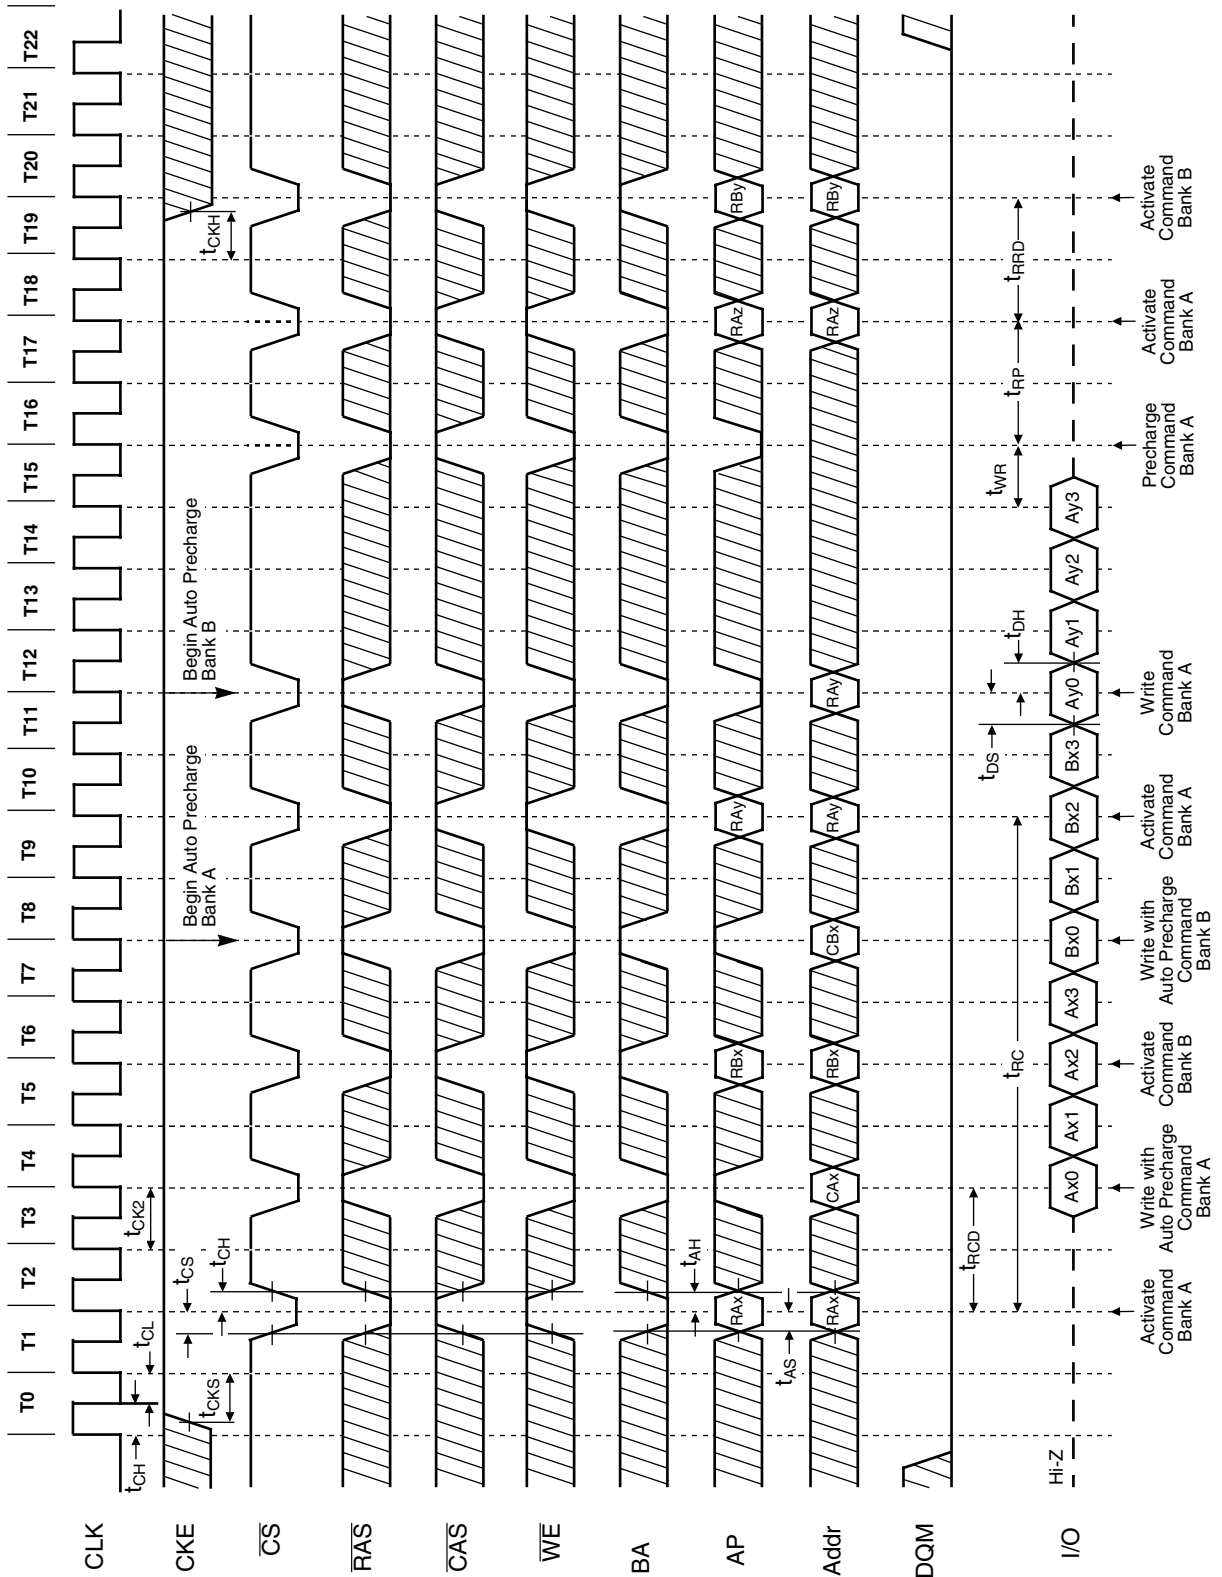 T0 T1 T2 T3 T4 T5 T6 T7 T8 T9 T10 T11 T12 T13 T14 T15 T16 T17 T18 T19 T20 T21 T22
CLK
tCH
tCL
tCK2
CKE
tCKS
tCS
tCH
Begin Auto Precharge
Bank A
Begin Auto Precharge
Bank B
tCKH
CS
RAS
CAS
WE
BA
tAH
AP
RAx RBx RAy RAz RBy
tAS
Addr
RAx CAx RBx CBx RAy RAy RAz RBy
DQM
tRCD
tDS
tWR
tRC
tDH
tRP
tRRD
I/O
Hi-Z
Ax0 Ax1 Ax2 Ax3 Bx0 Bx1 Bx2 Bx3 Ay0 Ay1 Ay2 Ay3
Activate
Command
Bank A
Write with
Auto Precharge
Command
Bank A
Activate
Command
Bank B
Write with
Auto Precharge
Command
Bank B
Activate
Command
Bank A
Write
Command
Bank A
Precharge
Command
Bank A
Activate
Command
Bank A
Activate
Command
Bank B